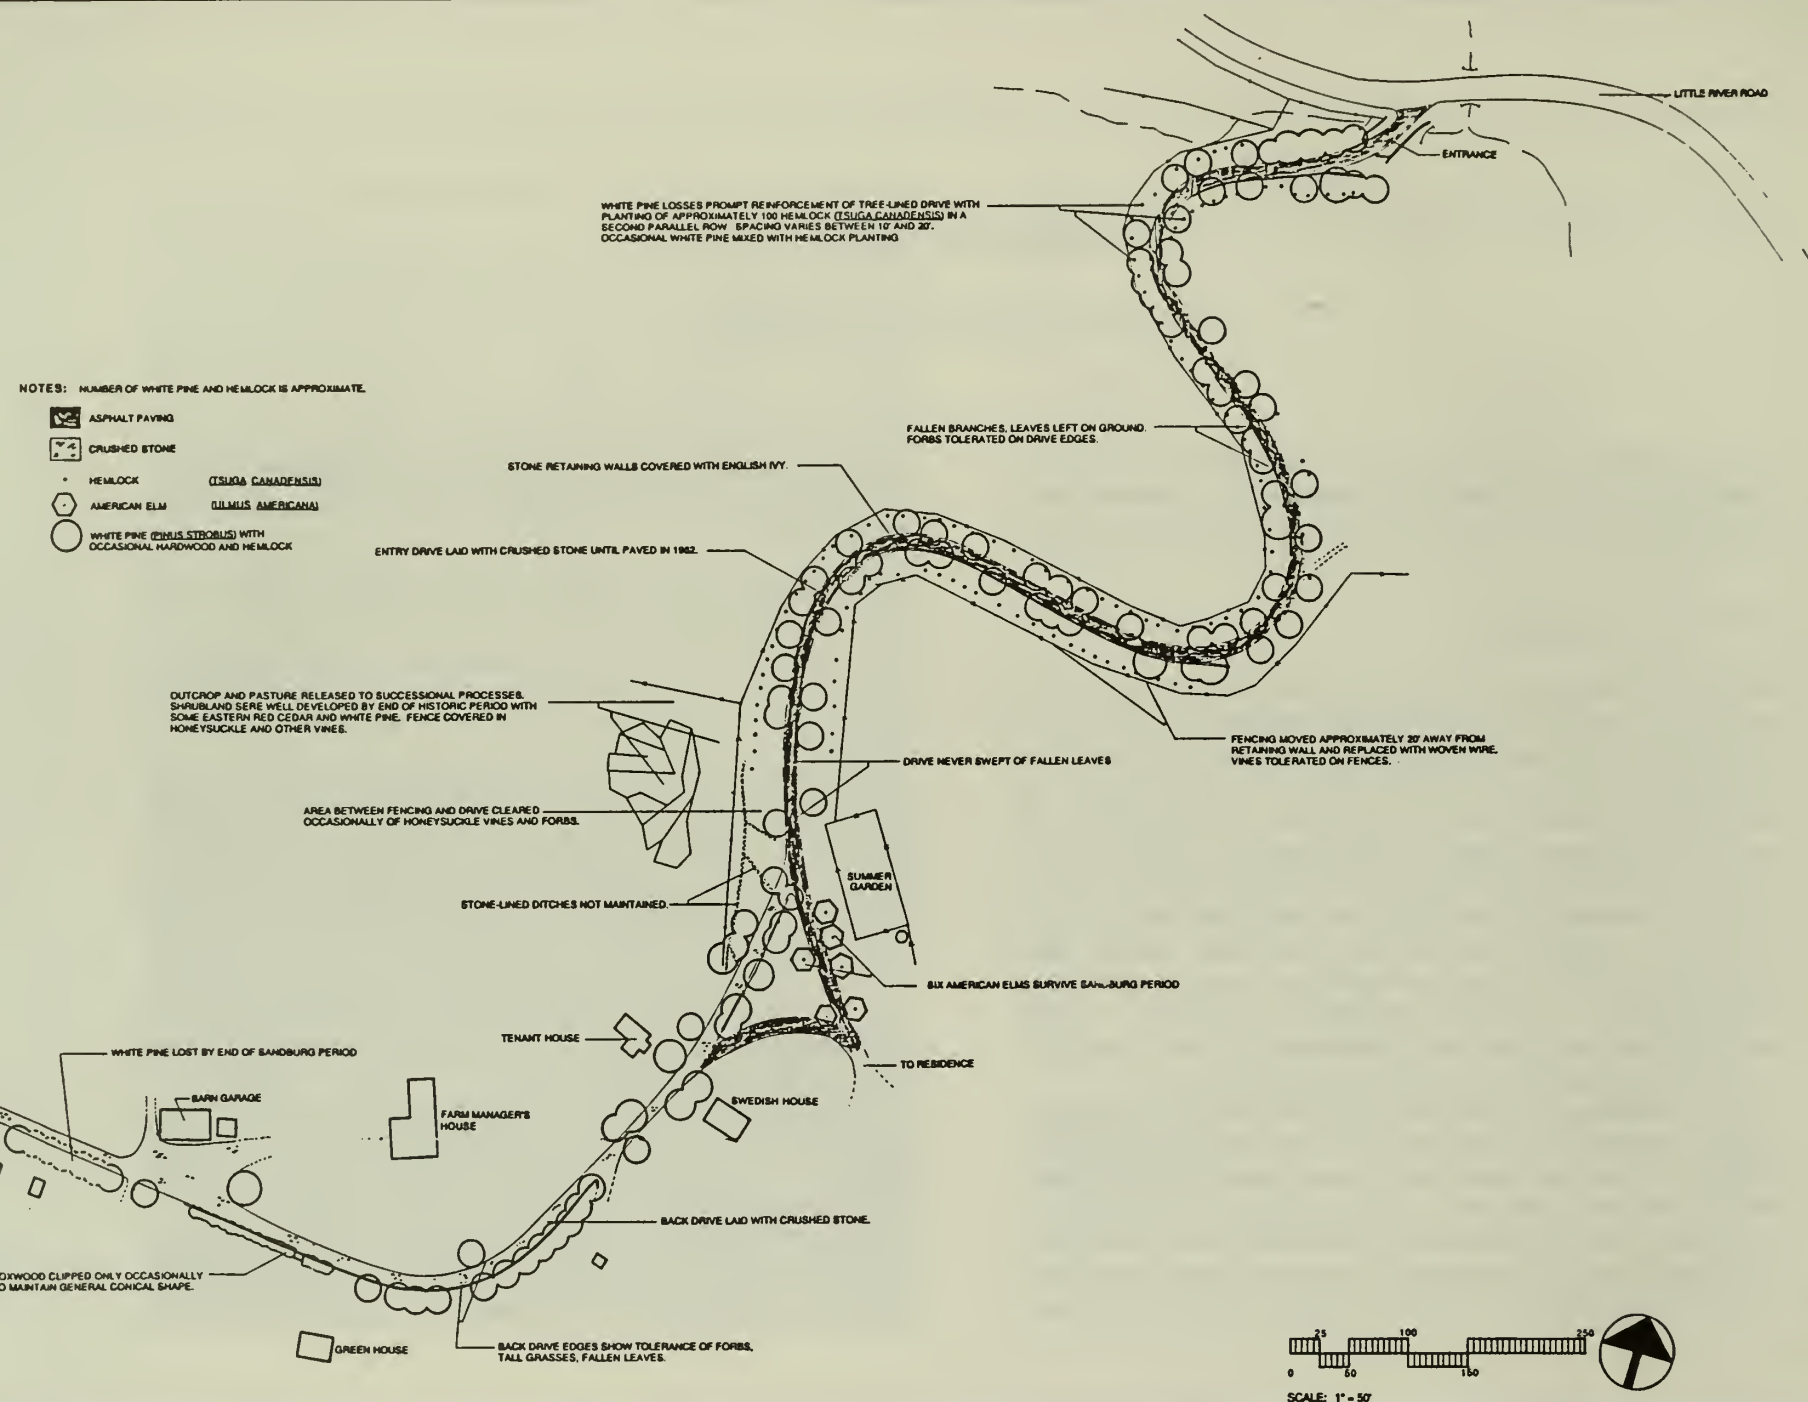 LITTLE RIVER ROAD
ENTRANCE
WHITE PINE LOSSES PROMPT REINFORCEMENT OF TREE-LINED DRIVE WITH
PLANTING OF APPROXIMATELY 100 HEMLOCK (TSUGA CANADENSIS) IN A
SECOND PARALLEL ROW SPACING VARIES BETWEEN 10' AND 20'.
OCCASIONAL WHITE PINE MIXED WITH HEMLOCK PLANTING
NOTES: NUMBER OF WHITE PINE AND HEMLOCK IS APPROXIMATE.
ASPHALT PAVING
CRUSHED STONE
HEMLOCK (TSUGA CANADENSIS)
AMERICAN ELM (ULMUS AMERICANA)
WHITE PINE (PINUS STROBUS) WITH
OCCASIONAL HARDWOOD AND HEMLOCK
FALLEN BRANCHES, LEAVES LEFT ON GROUND.
FORBS TOLERATED ON DRIVE EDGES.
STONE RETAINING WALLS COVERED WITH ENGLISH IVY.
ENTRY DRIVE LAID WITH CRUSHED STONE UNTIL PAVED IN
OUTCROP AND PASTURE RELEASED TO SUCCESSIONAL PROCESSES.
SHRUBLAND SERE WELL DEVELOPED BY END OF HISTORIC PERIOD WITH
SOME EASTERN RED CEDAR AND WHITE PINE. FENCE COVERED IN
HONEYSUCKLE AND OTHER VINES.
FENCING MOVED APPROXIMATELY 20' AWAY FROM
RETAINING WALL AND REPLACED WITH WOVEN WIRE.
VINES TOLERATED ON FENCES.
DRIVE NEVER SWEPT OF FALLEN LEAVES
AREA BETWEEN FENCING AND DRIVE CLEARED
OCCASIONALLY OF HONEYSUCKLE VINES AND FORBS.
SUMMER
GARDEN
STONE-LINED DITCHES NOT MAINTAINED.
SIX AMERICAN ELMS SURVIVE SANDBURG PERIOD
TENANT HOUSE
TO RESIDENCE
WHITE PINE LOST BY END OF SANDBURG PERIOD
BARN GARAGE
FARM MANAGER'S
HOUSE
SWEDISH HOUSE
BACK DRIVE LAID WITH CRUSHED STONE.
OXWOOD CLIPPED ONLY OCCASIONALLY
O MAINTAIN GENERAL CONICAL SHAPE.
GREEN HOUSE
BACK DRIVE EDGES SHOW TOLERANCE OF FORBS,
TALL GRASSES, FALLEN LEAVES.
25 100 250
0 50 150
SCALE: 1" = 50'